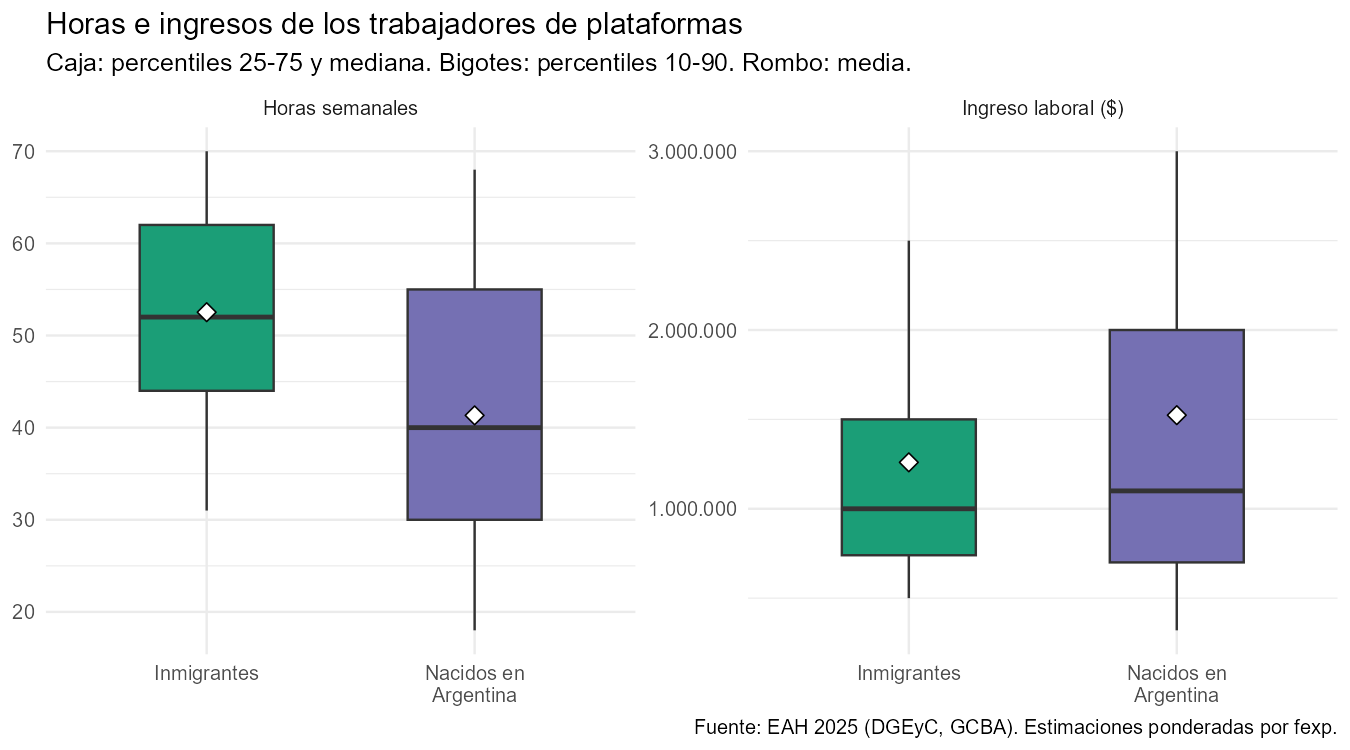 Horas e ingresos de los trabajadores de plataformas
Caja: percentiles 25-75 y mediana. Bigotes: percentiles 10-90. Rombo: media.
Horas semanales
70
60
50
40
30
20
Inmigrantes
Nacidos en
Argentina
Ingreso laboral ($)
3.000.000
2.000.000
1.000.000
Inmigrantes
Nacidos en
Argentina
Fuente: EAH 2025 (DGEyC, GCBA). Estimaciones ponderadas por fexp.